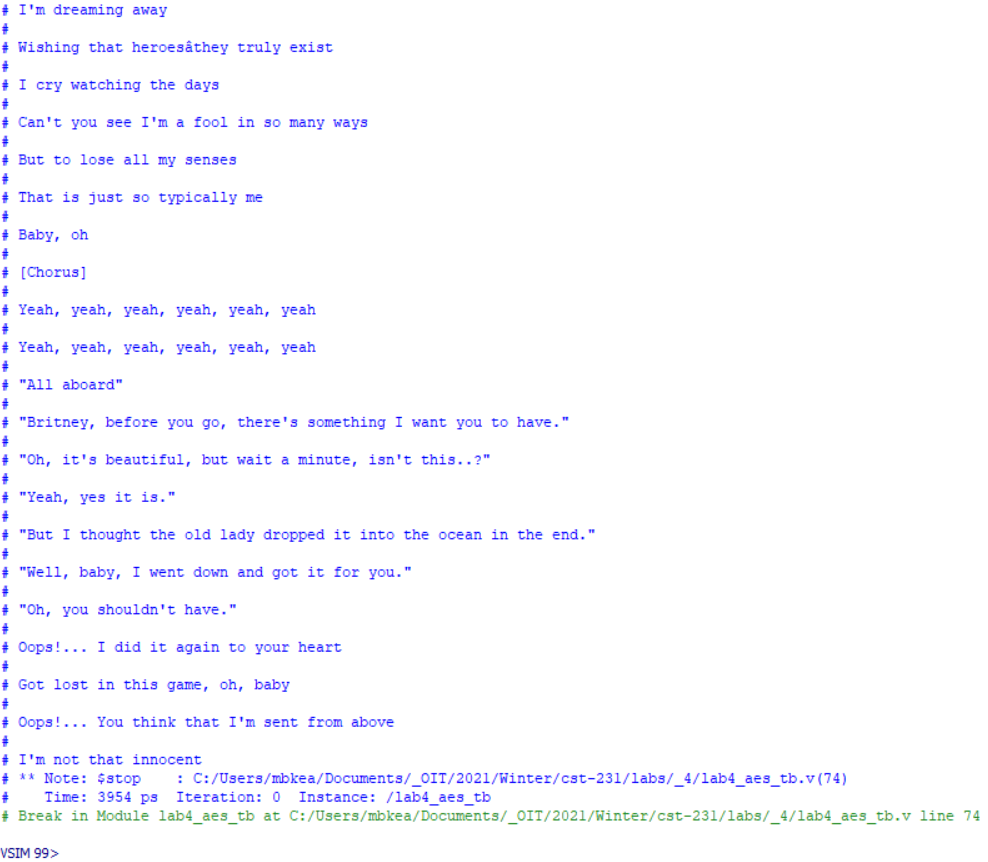 # I'm dreaming away
#
# Wishing that heroesâthey truly exist
#
# I cry watching the days
#
# Can't you see I'm a fool in so many ways
#
# But to lose all my senses
#
# That is just so typically me
#
# Baby, oh
#
# [Chorus]
#
# Yeah, yeah, yeah, yeah, yeah, yeah
#
# Yeah, yeah, yeah, yeah, yeah, yeah
#
# "All aboard"
#
# "Britney, before you go, there's something I want you to have."
#
# "Oh, it's beautiful, but wait a minute, isn't this..?"
#
# "Yeah, yes it is."
#
# "But I thought the old lady dropped it into the ocean in the end."
#
# "Well, baby, I went down and got it for you."
#
# "Oh, you shouldn't have."
#
# Oops!... I did it again to your heart
#
# Got lost in this game, oh, baby
#
# Oops!... You think that I'm sent from above
#
# I'm not that innocent
# ** Note: $stop    : C:/Users/mbkea/Documents/_OIT/2021/Winter/cst-231/labs/_4/lab4_aes_tb.v(74)
#    Time: 3954 ps  Iteration: 0  Instance: /lab4_aes_tb
# Break in Module lab4_aes_tb at C:/Users/mbkea/Documents/_OIT/2021/Winter/cst-231/labs/_4/lab4_aes_tb.v line 74
VSIM 99>